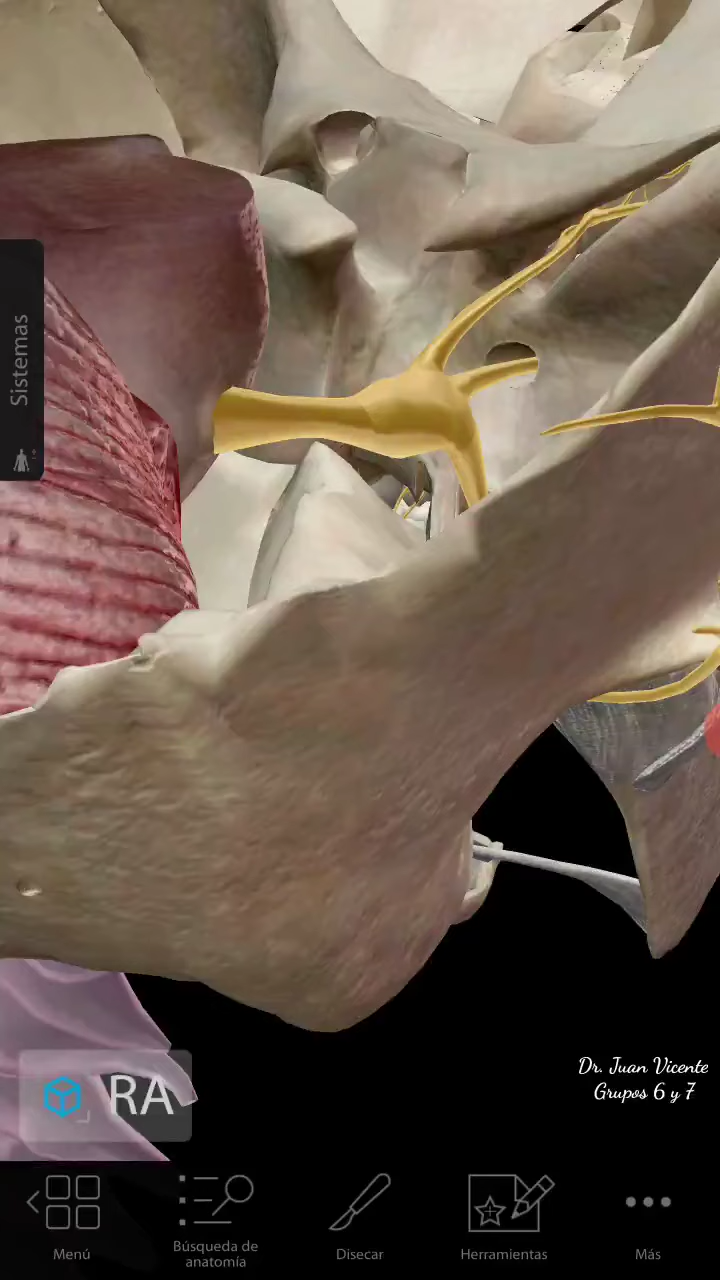 Sistemas
Dr. Juan Vicente
Grupos 6 y 7
RA
Menú
Búsqueda de
anatomía
Disecar
Herramientas
Más